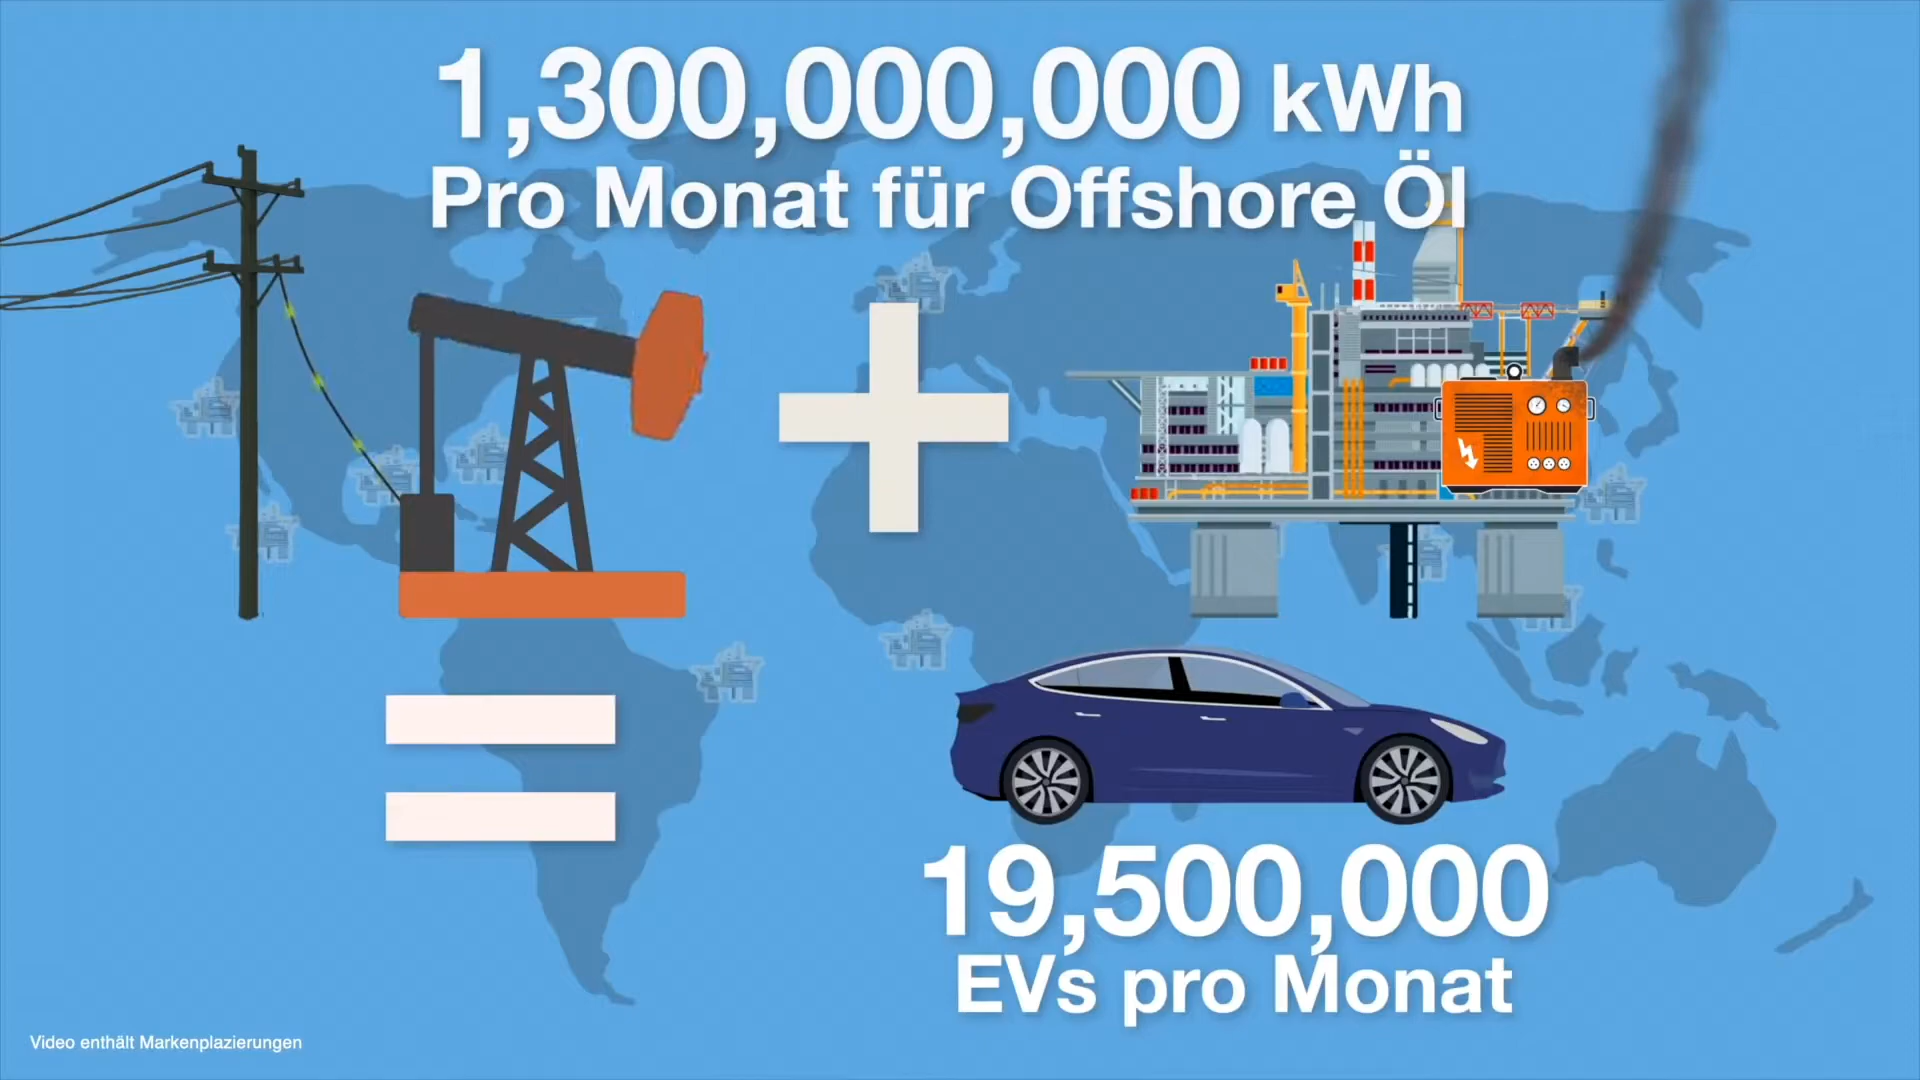 1,300,000,000 kWh
Pro Monat für Offshore Öl
19,500,000
EVs pro Monat
Video enthält Markenplazierungen